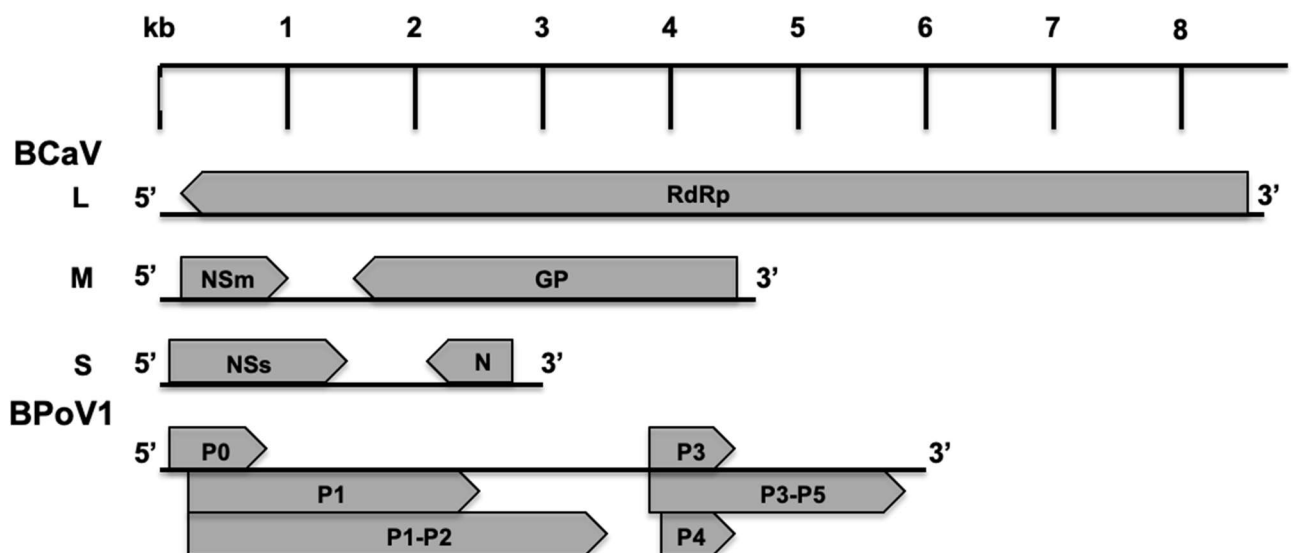 kb 1 2 3 4 5 6 7 8
BCaV
L 5’ RdRp 3’
M 5’ NSm GP 3’
S 5’ NSs N 3’
BPoV1
5’ P0 P3 3’
P1 P3-P5
P1-P2 P4